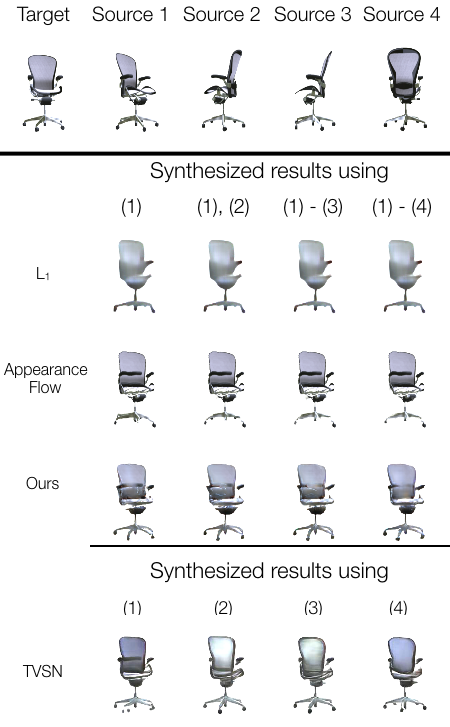 Target Source 1 Source 2 Source 3 Source 4
Synthesized results using
(1) (1), (2) (1) - (3) (1) - (4)
L₁
Appearance
Flow
Ours
Synthesized results using
(1) (2) (3) (4)
TVSN